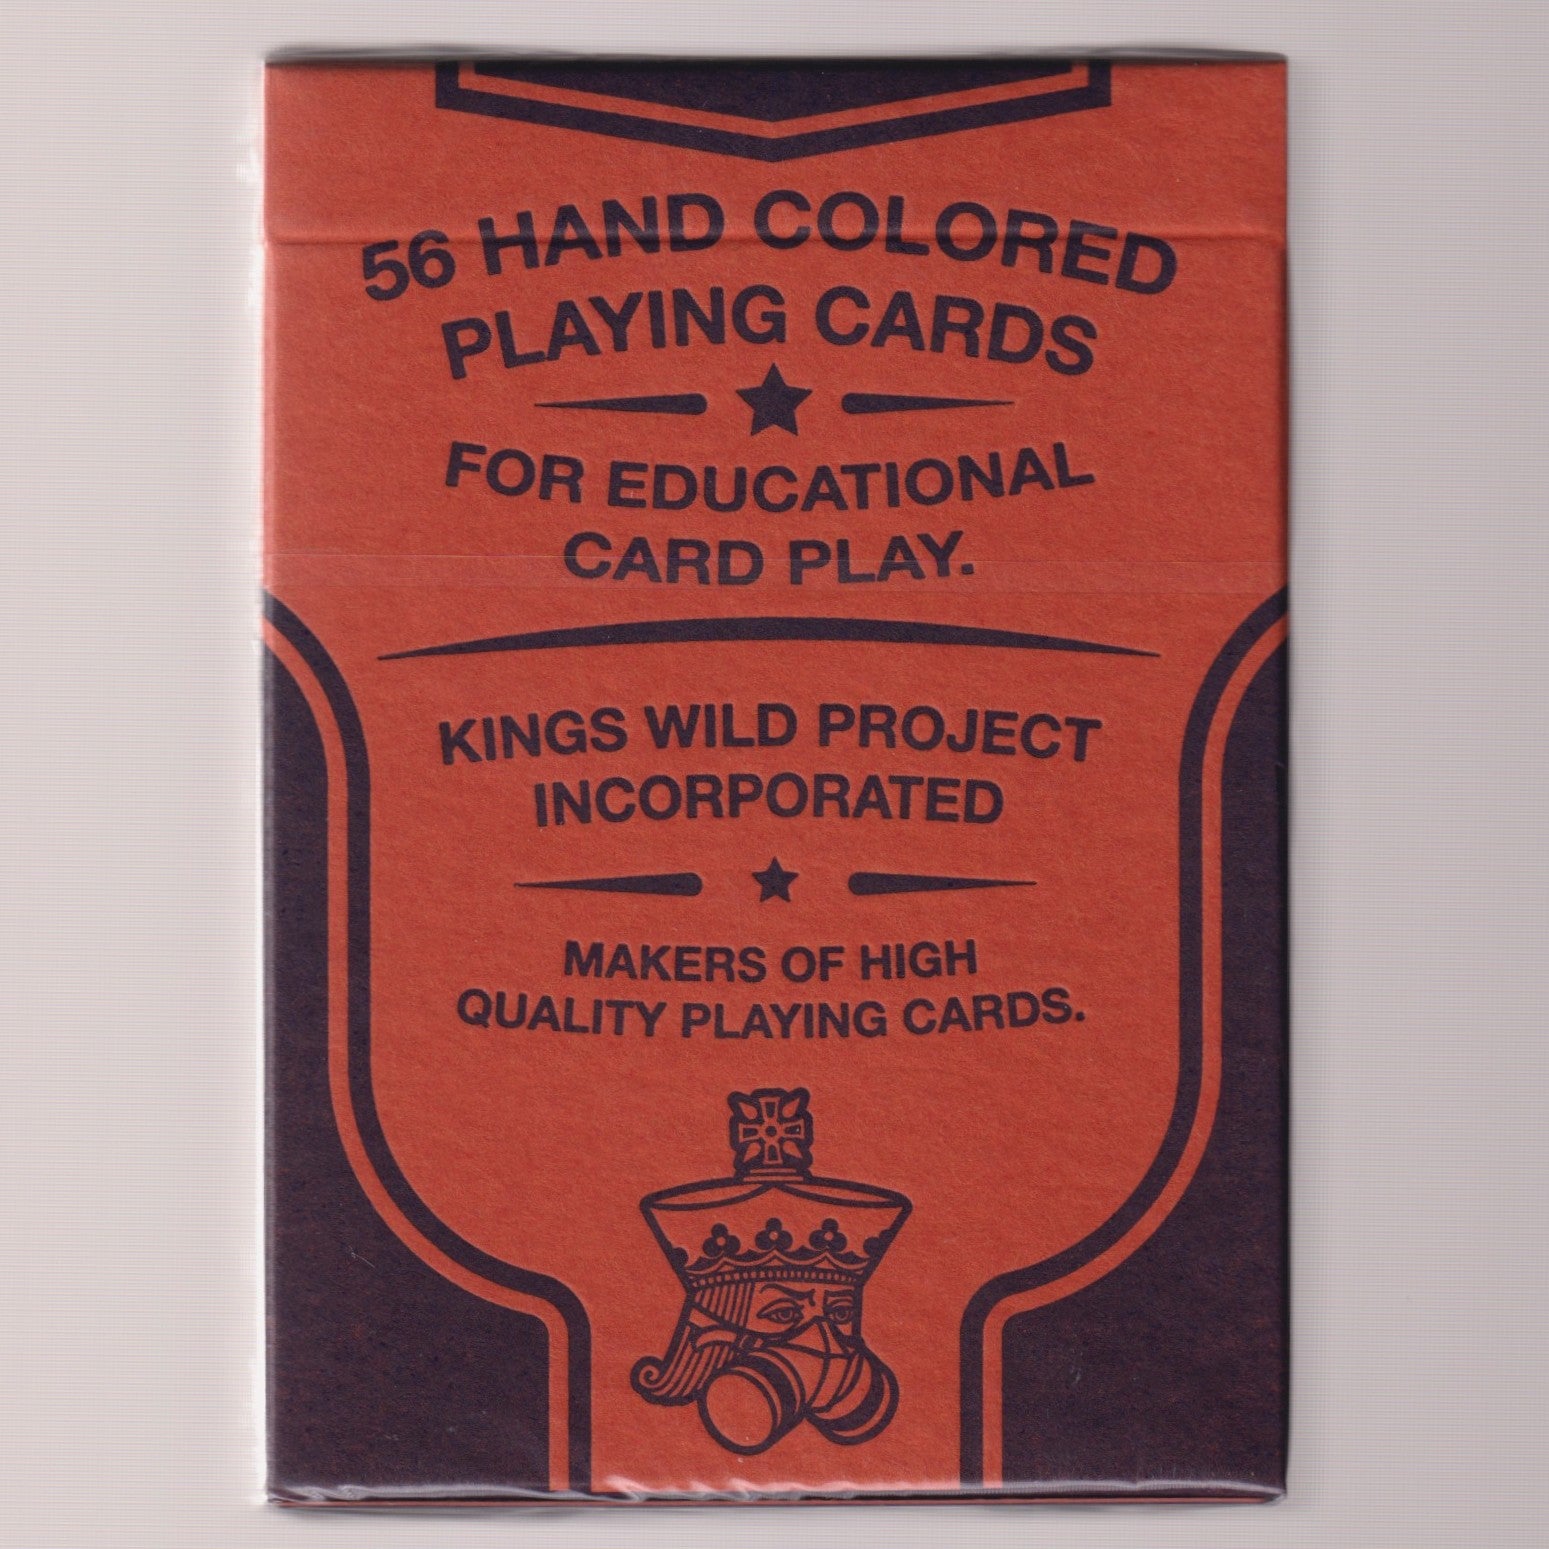 56 HAND COLORED
PLAYING CARDS
FOR EDUCATIONAL
CARD PLAY.
KINGS WILD PROJECT
INCORPORATED
MAKERS OF HIGH
QUALITY PLAYING CARDS.